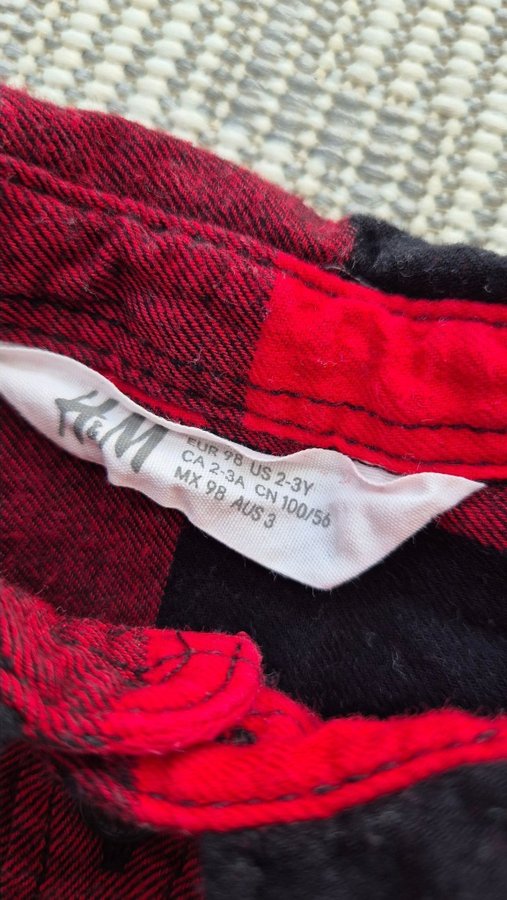 H&M
EUR 98 US 2-3Y
CA 2-3A CN 100/56
MX 98 AUS 3